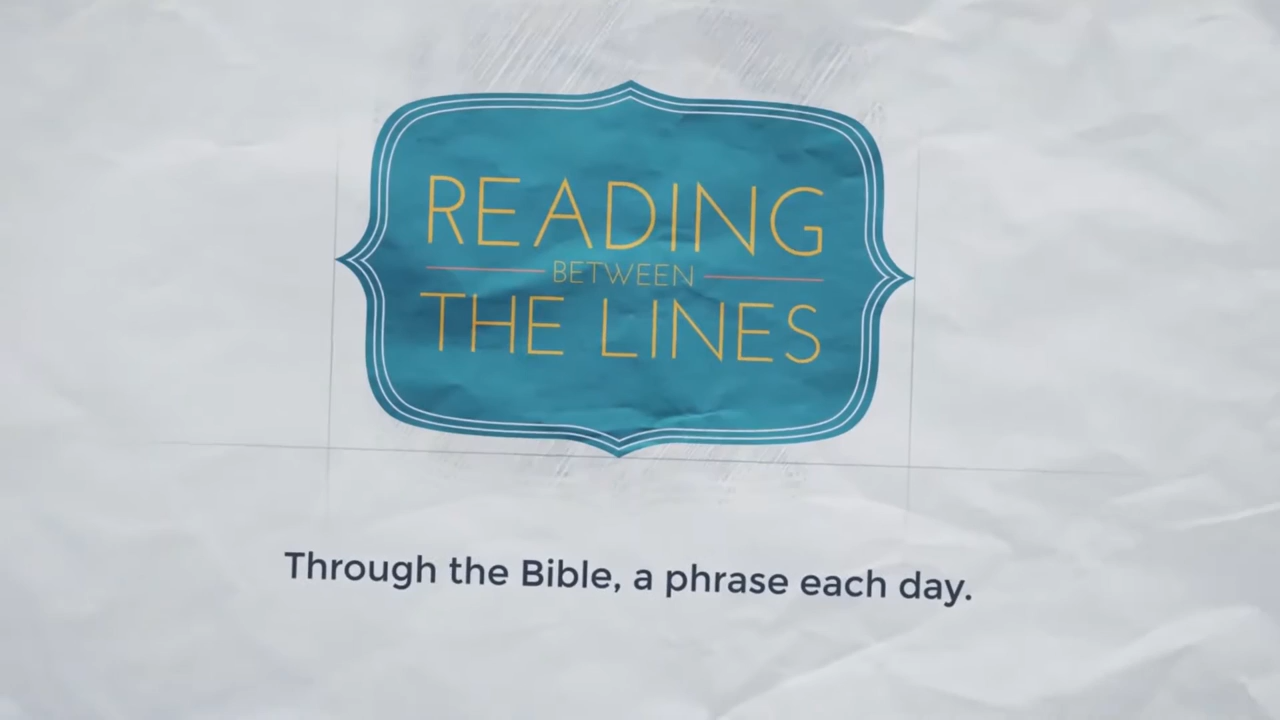 READING
BETWEEN
THE LINES
Through the Bible, a phrase each day.